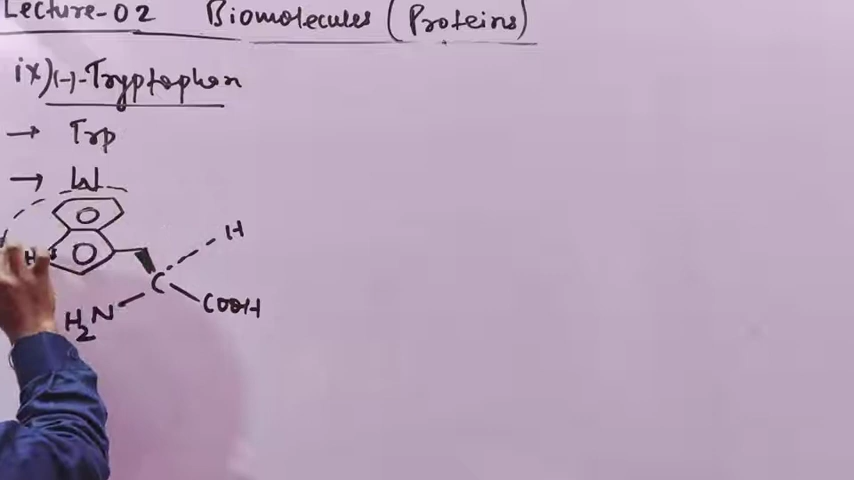 Lecture-02 Biomolecules (Proteins)
ix) (-)-Tryptophan
→ Trp
→ W
H
H
C
H2N
COOH